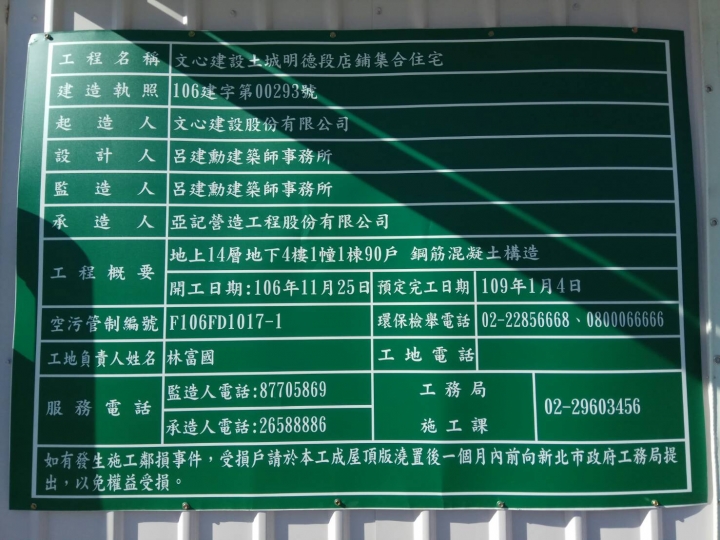 工程名稱 文心建設土城明德段店鋪集合住宅
建造執照 106建字第00293號
起造人 文心建設股份有限公司
設計人 呂建勳建築師事務所
監造人 呂建勳建築師事務所
承造人 亞記營造工程股份有限公司
工程概要 地上14層地下4樓1幢1棟90戶 鋼筋混凝土構造
開工日期:106年11月25日 預定完工日期 109年1月4日
空污管制編號 F106FD1017-1 環保檢舉電話 02-22856668、0800066666
工地負責人姓名 林富國 工地電話
服務電話 監造人電話:87705869 工務局 02-29603456
承造人電話:26588886 施工課
如有發生施工鄰損事件，受損戶請於本工成屋頂版澆置後一個月內前向新北市政府工務局提
出，以免權益受損。